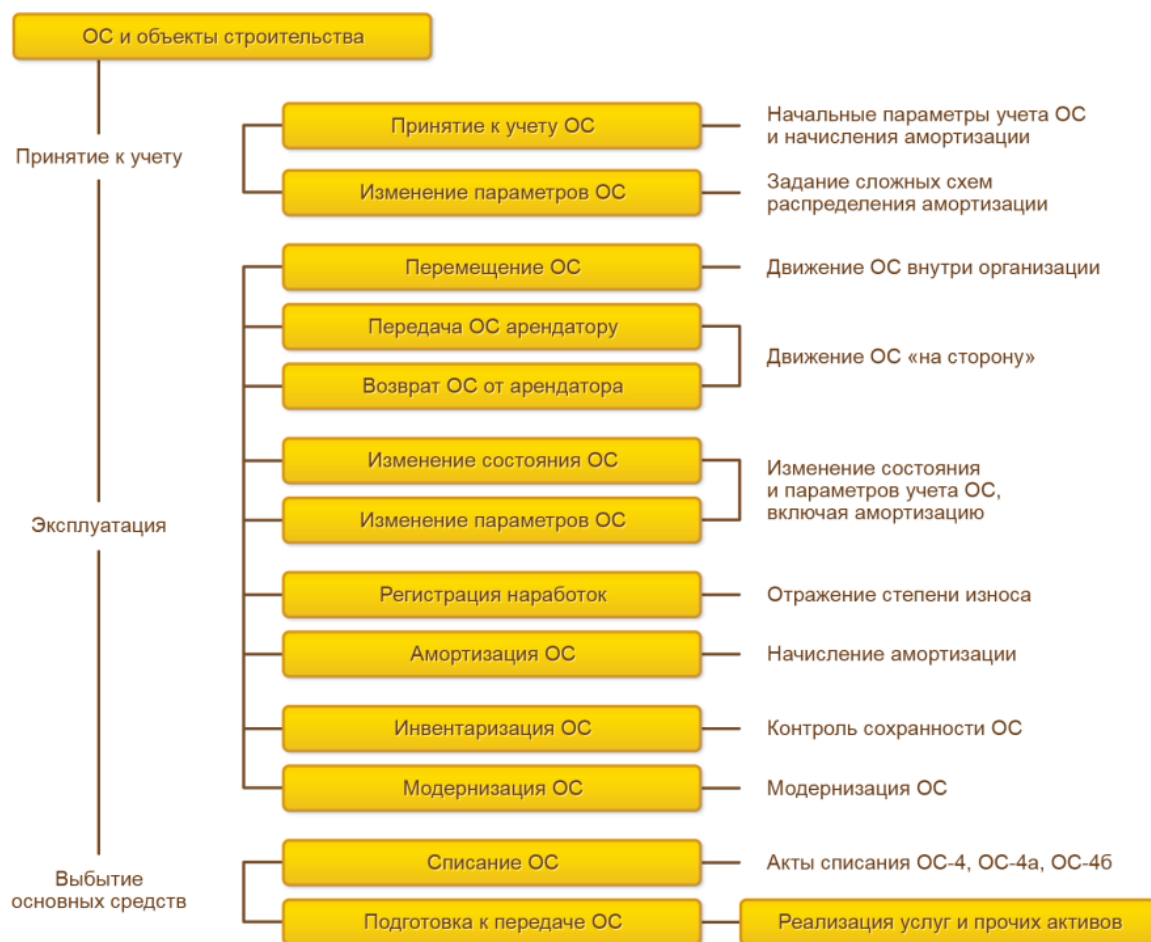 ОС и объекты строительства
Принятие к учету
Принятие к учету ОС
Начальные параметры учета ОС
и начисления амортизации
Изменение параметров ОС
Задание сложных схем
распределения амортизации
Эксплуатация
Перемещение ОС
Движение ОС внутри организации
Передача ОС арендатору
Возврат ОС от арендатора
Движение ОС «на сторону»
Изменение состояния ОС
Изменение параметров ОС
Изменение состояния
и параметров учета ОС,
включая амортизацию
Регистрация наработок
Отражение степени износа
Амортизация ОС
Начисление амортизации
Инвентаризация ОС
Контроль сохранности ОС
Модернизация ОС
Модернизация ОС
Выбытие
основных средств
Списание ОС
Акты списания ОС-4, ОС-4а, ОС-4б
Подготовка к передаче ОС
Реализация услуг и прочих активов